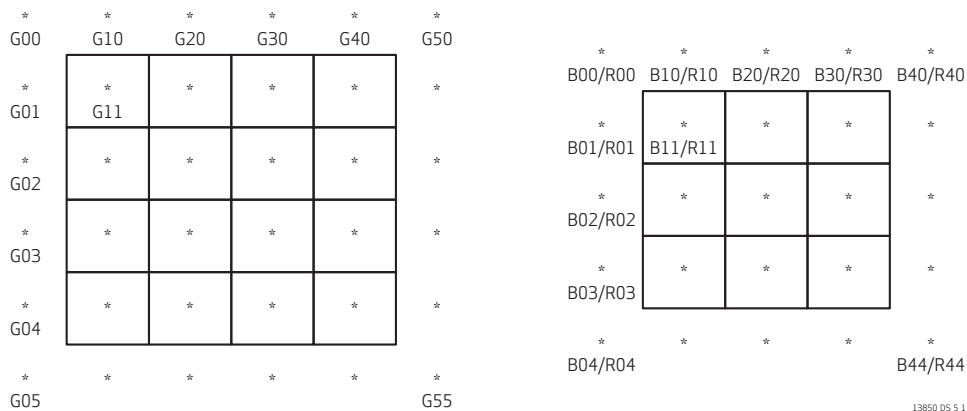 * * * * * *
G00 G10 G20 G30 G40 G50
* * * * * *
G01 G11
* * * * * *
G02
* * * * * *
G03
* * * * * *
G04
* * * * * *
G05 G55
* * * * *
B00/R00 B10/R10 B20/R20 B30/R30 B40/R40
* * * * *
B01/R01 B11/R11
* * * * *
B02/R02
* * * * *
B03/R03
* * * * *
B04/R04 B44/R44
13850 DS 5 1